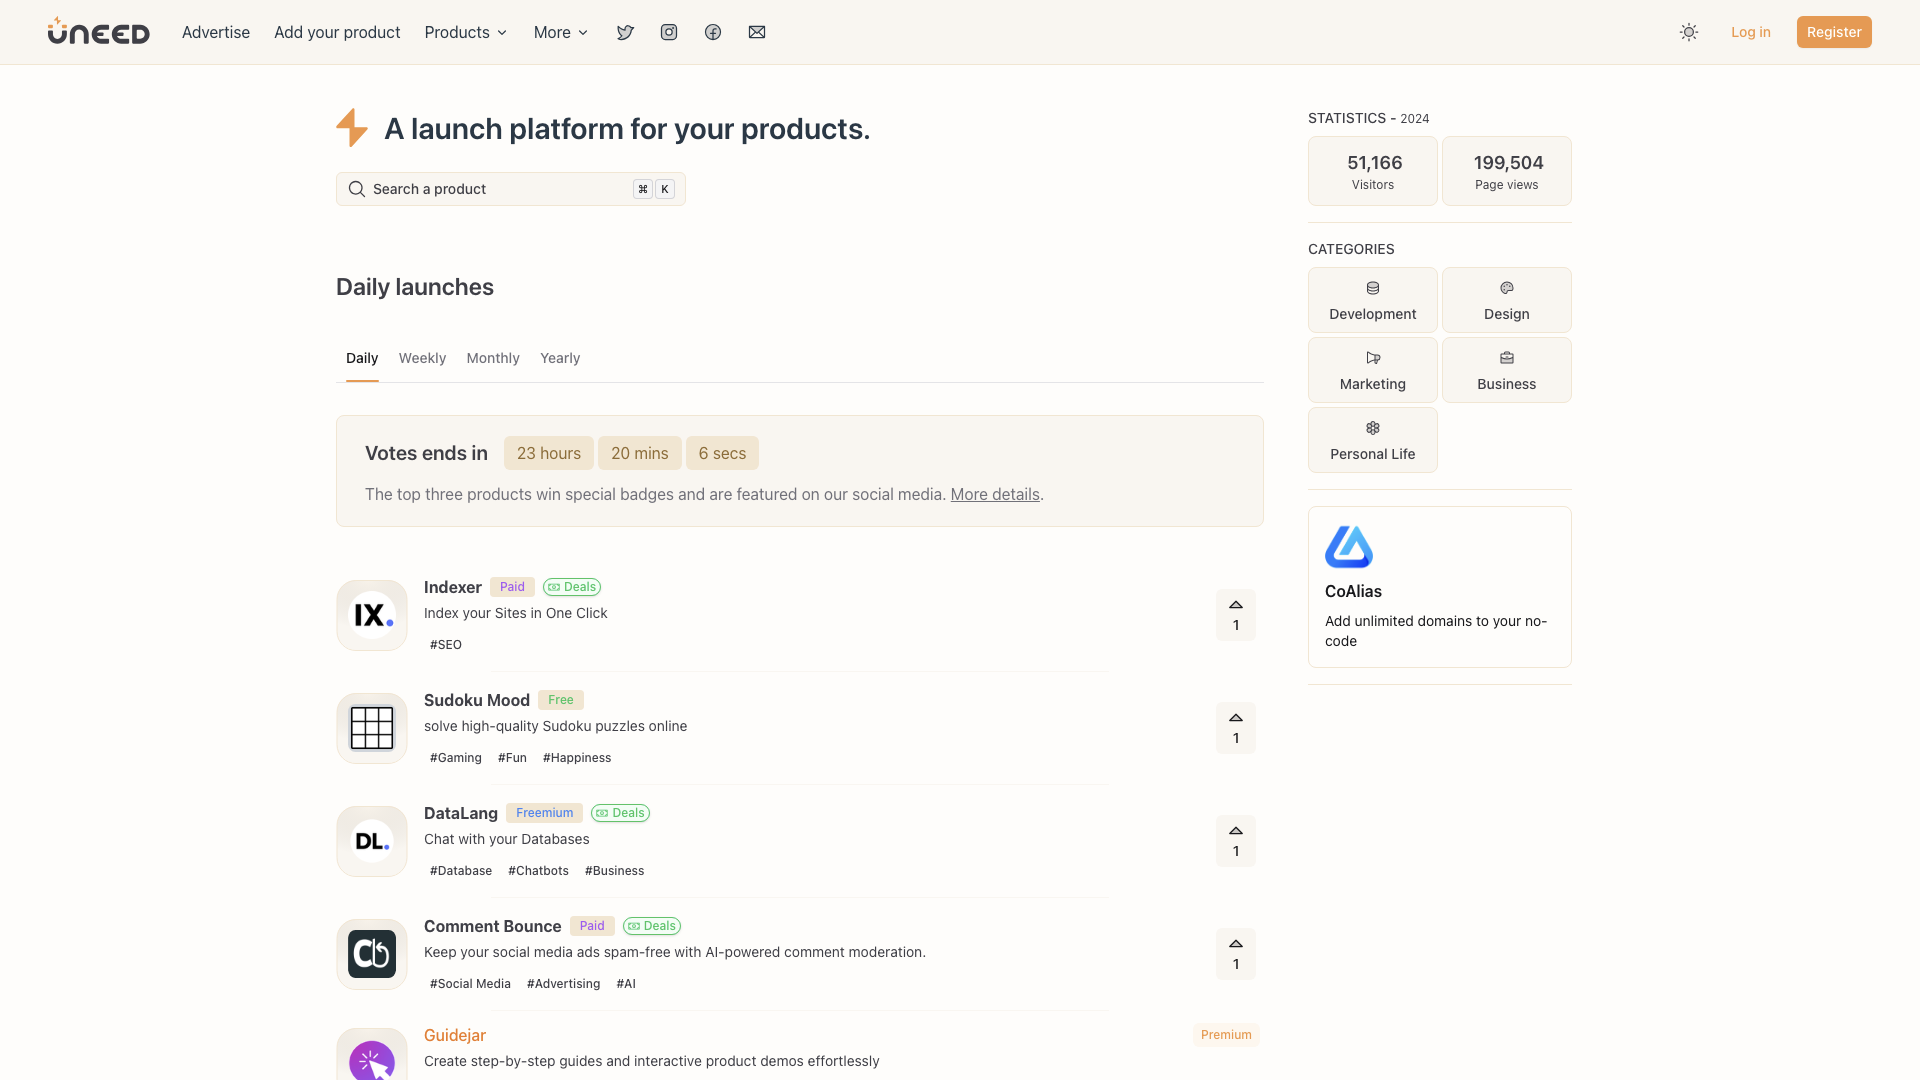 UNEED
Advertise
Add your product
Products
More
Log in
Register
A launch platform for your products.
Search a product
⌘ K
Daily launches
Daily
Weekly
Monthly
Yearly
Votes ends in
23 hours
20 mins
6 secs
The top three products win special badges and are featured on our social media. More details.
IX.
Indexer
Paid
Deals
Index your Sites in One Click
#SEO
1
Sudoku Mood
Free
solve high-quality Sudoku puzzles online
#Gaming #Fun #Happiness
1
DL.
DataLang
Freemium
Deals
Chat with your Databases
#Database #Chatbots #Business
1
Comment Bounce
Paid
Deals
Keep your social media ads spam-free with AI-powered comment moderation.
#Social Media #Advertising #AI
1
Guidejar
Premium
Create step-by-step guides and interactive product demos effortlessly
STATISTICS - 2024
51,166
Visitors
199,504
Page views
CATEGORIES
Development
Design
Marketing
Business
Personal Life
CoAlias
Add unlimited domains to your no-
code